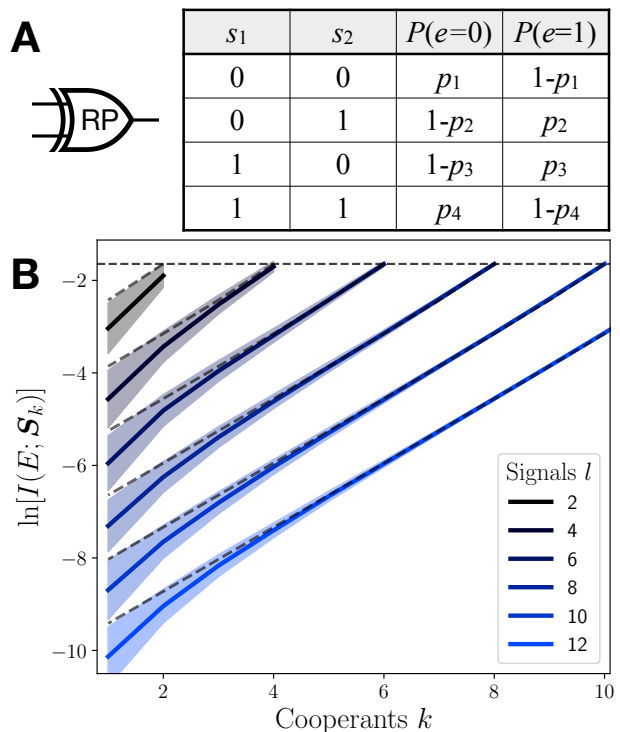 A
s₁ s₂ P(e=0) P(e=1)
0 0 p₁ 1-p₁
0 1 1-p₂ p₂
1 0 1-p₃ p₃
1 1 p₄ 1-p₄
RP
B
−2
−4
−6
−8
−10
ln[I(E; S_k)]
Signals l
2
4
6
8
10
12
2 4 6 8 10
Cooperants k